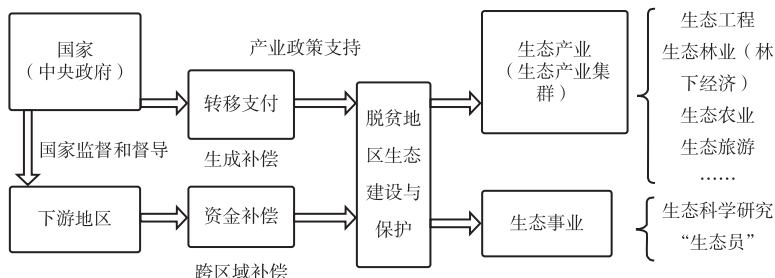 国家
（中央政府）
产业政策支持
转移支付
生成补偿
国家监督和督导
下游地区
资金补偿
跨区域补偿
脱贫地
区生态
建设与
保护
生态产业
（生态产业集
群）
生态事业
生态工程
生态林业（林
下经济）
生态农业
生态旅游
……
生态科学研究
“生态员”